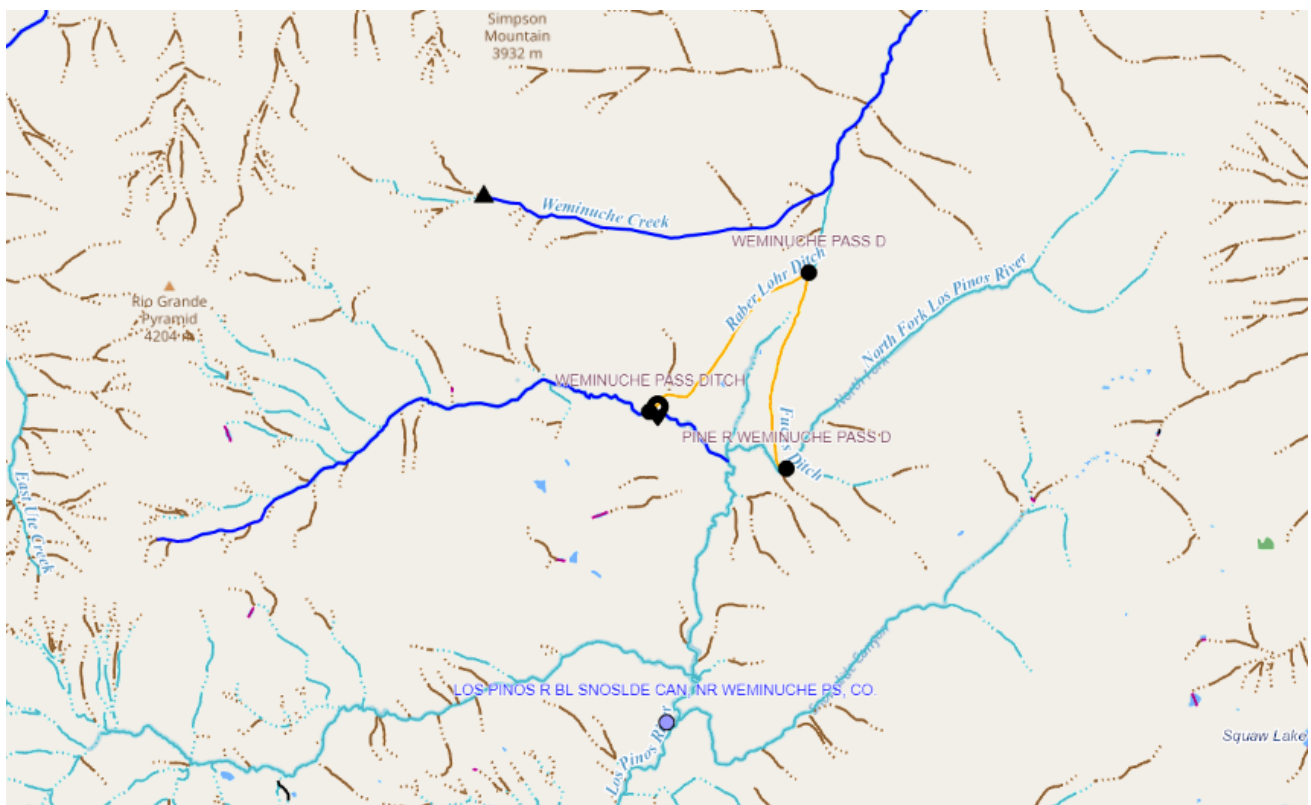 Simpson
Mountain
3932 m
Weminuche Creek
WEMINUCHE PASS D
Raber Lohr Ditch
North Fork Los Pinos River
Rio Grande
Pyramid
4204 m
North Fork
WEMINUCHE PASS DITCH
PINE R WEMINUCHE PASS D
Fuchs Ditch
East Ute Creek
LOS PINOS R BL SNOSLDE CAN, NR WEMINUCHE PS, CO.
Los Pinos River
Squaw Lake